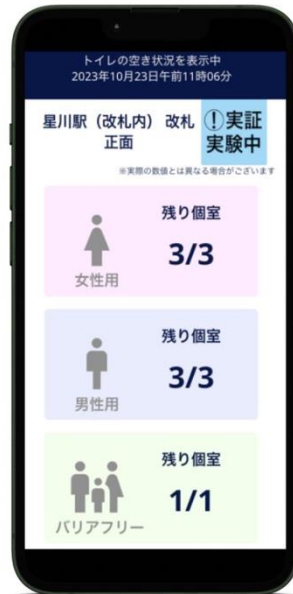 トイレの空き状況を表示中
2023年10月23日午前11時06分
星川駅（改札内） 改札
正面
！実証
実験中
※実際の数値とは異なる場合がございます
残り個室
3/3
女性用
残り個室
3/3
男性用
残り個室
1/1
バリアフリー